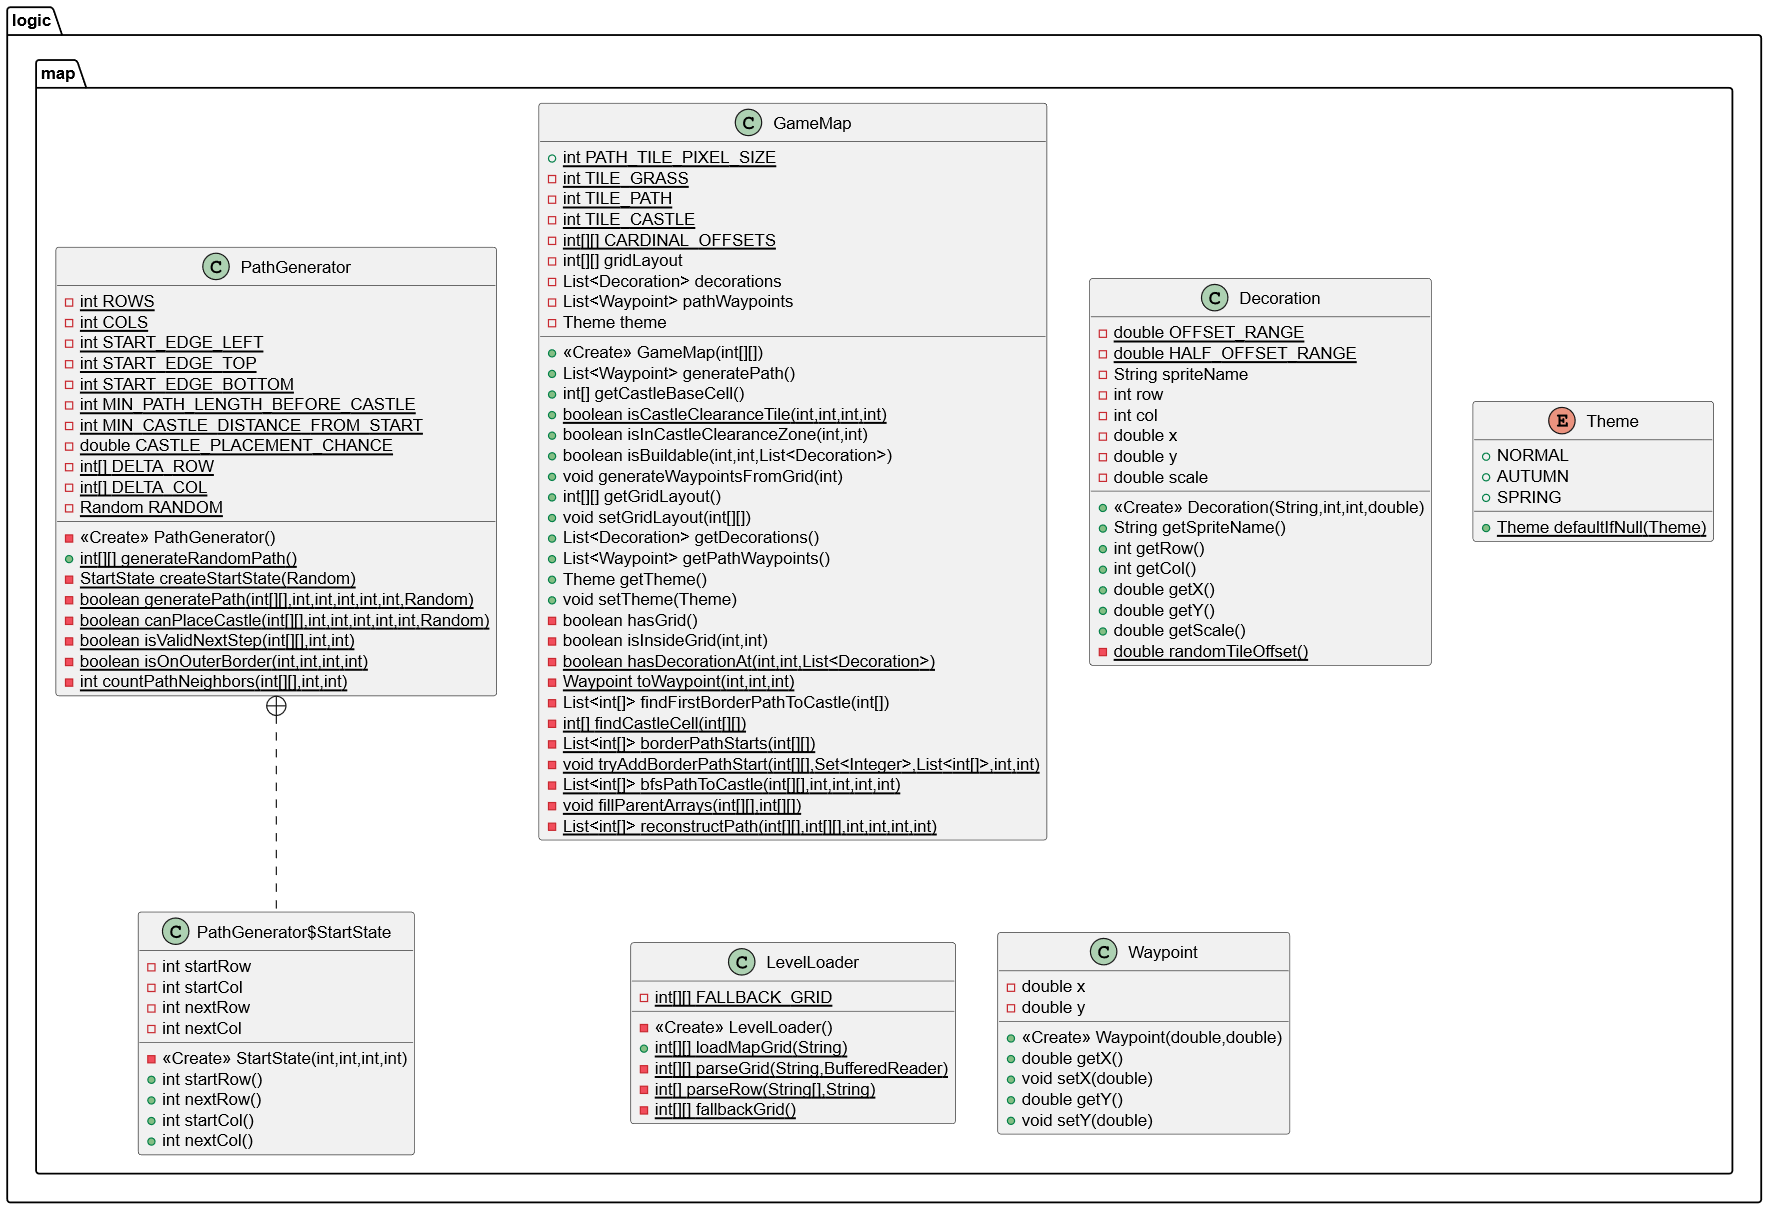 logic
map
C GameMap
int PATH_TILE_PIXEL_SIZE
int TILE_GRASS
int TILE_PATH
int TILE_CASTLE
int[][] CARDINAL_OFFSETS
int[][] gridLayout
List<Decoration> decorations
List<Waypoint> pathWaypoints
Theme theme
«Create» GameMap(int[][])
List<Waypoint> generatePath()
int[] getCastleBaseCell()
boolean isCastleClearanceTile(int,int,int,int)
boolean isInCastleClearanceZone(int,int)
boolean isBuildable(int,int,List<Decoration>)
void generateWaypointsFromGrid(int)
int[][] getGridLayout()
void setGridLayout(int[][])
List<Decoration> getDecorations()
List<Waypoint> getPathWaypoints()
Theme getTheme()
void setTheme(Theme)
boolean hasGrid()
boolean isInsideGrid(int,int)
boolean hasDecorationAt(int,int,List<Decoration>)
Waypoint toWaypoint(int,int,int)
List<int[]> findFirstBorderPathToCastle(int[])
int[] findCastleCell(int[][])
List<int[]> borderPathStarts(int[][])
void tryAddBorderPathStart(int[][],Set<Integer>,List<int[]>,int,int)
List<int[]> bfsPathToCastle(int[][],int,int,int,int)
void fillParentArrays(int[][],int[][])
List<int[]> reconstructPath(int[][],int[][],int,int,int,int)
C PathGenerator
int ROWS
int COLS
int START_EDGE_LEFT
int START_EDGE_TOP
int START_EDGE_BOTTOM
int MIN_PATH_LENGTH_BEFORE_CASTLE
int MIN_CASTLE_DISTANCE_FROM_START
double CASTLE_PLACEMENT_CHANCE
int[] DELTA_ROW
int[] DELTA_COL
Random RANDOM
«Create» PathGenerator()
int[][] generateRandomPath()
StartState createStartState(Random)
boolean generatePath(int[][],int,int,int,int,int,Random)
boolean canPlaceCastle(int[][],int,int,int,int,int,Random)
boolean isValidNextStep(int[][],int,int)
boolean isOnOuterBorder(int,int,int,int)
int countPathNeighbors(int[][],int,int)
C Decoration
double OFFSET_RANGE
double HALF_OFFSET_RANGE
String spriteName
int row
int col
double x
double y
double scale
«Create» Decoration(String,int,int,double)
String getSpriteName()
int getRow()
int getCol()
double getX()
double getY()
double getScale()
double randomTileOffset()
E Theme
NORMAL
AUTUMN
SPRING
Theme defaultIfNull(Theme)
C PathGenerator$StartState
int startRow
int startCol
int nextRow
int nextCol
«Create» StartState(int,int,int,int)
int startRow()
int nextRow()
int startCol()
int nextCol()
C LevelLoader
int[][] FALLBACK_GRID
«Create» LevelLoader()
int[][] loadMapGrid(String)
int[][] parseGrid(String,BufferedReader)
int[] parseRow(String[],String)
int[][] fallbackGrid()
C Waypoint
double x
double y
«Create» Waypoint(double,double)
double getX()
void setX(double)
double getY()
void setY(double)